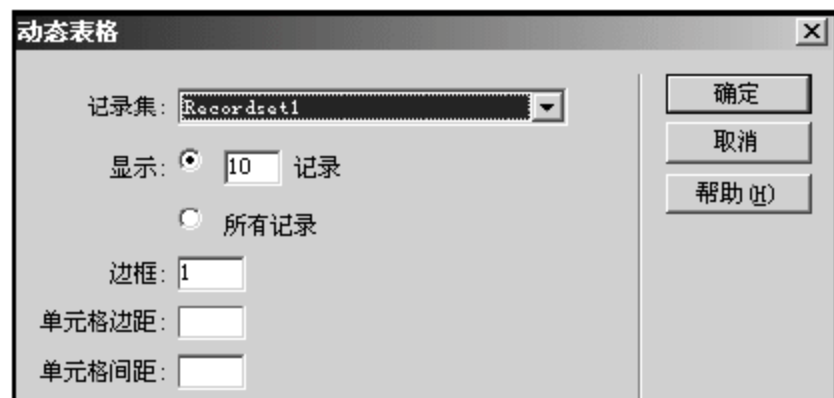 动态表格
记录集: Recordset1
确定
显示: 10 记录
取消
所有记录
帮助(H)
边框: 1
单元格边距:
单元格间距: